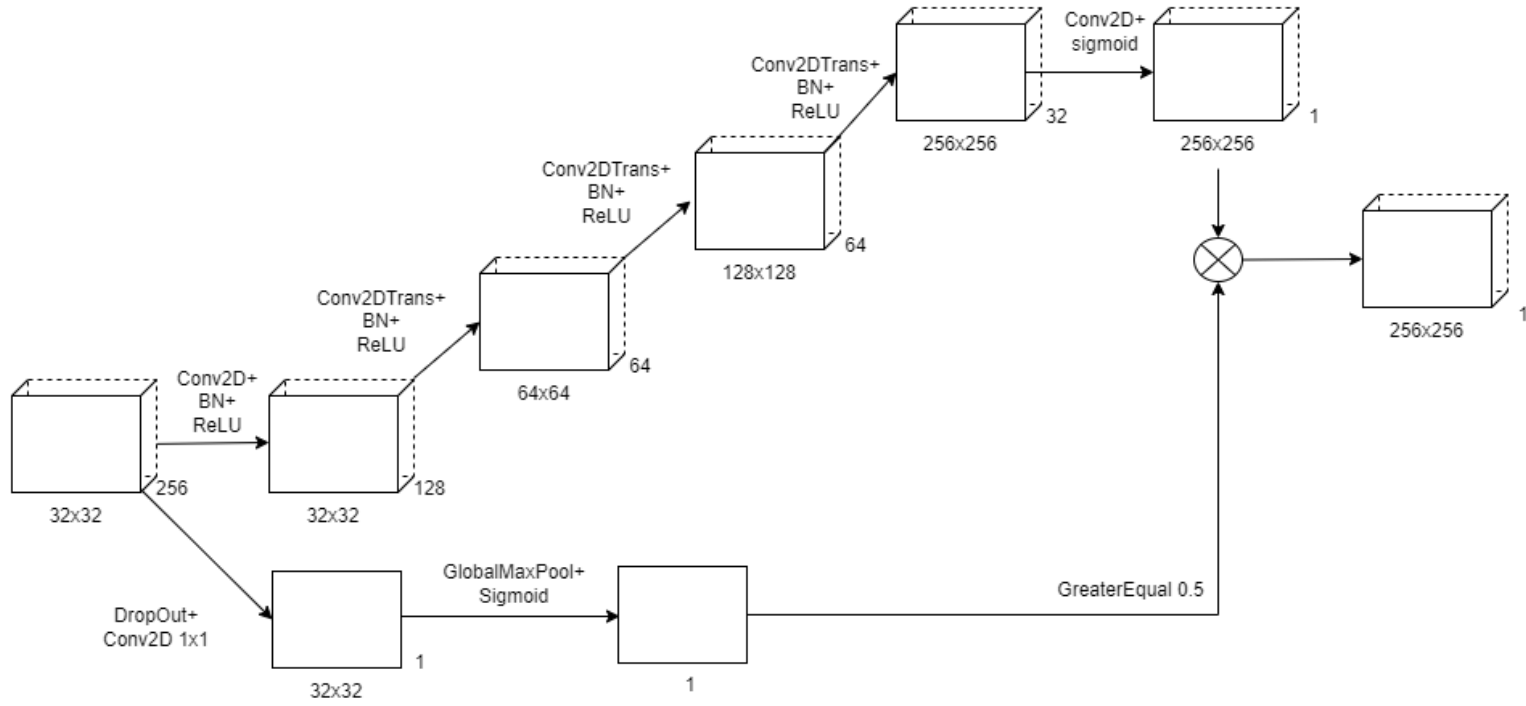 Conv2D+
sigmoid
32
1
256x256
256x256
Conv2DTrans+
BN+
ReLU
64
128x128
Conv2DTrans+
BN+
ReLU
1
256x256
Conv2DTrans+
BN+
ReLU
64
64x64
Conv2D+
BN+
ReLU
256
128
32x32
32x32
DropOut+
Conv2D 1x1
1
32x32
GlobalMaxPool+
Sigmoid
1
GreaterEqual 0.5